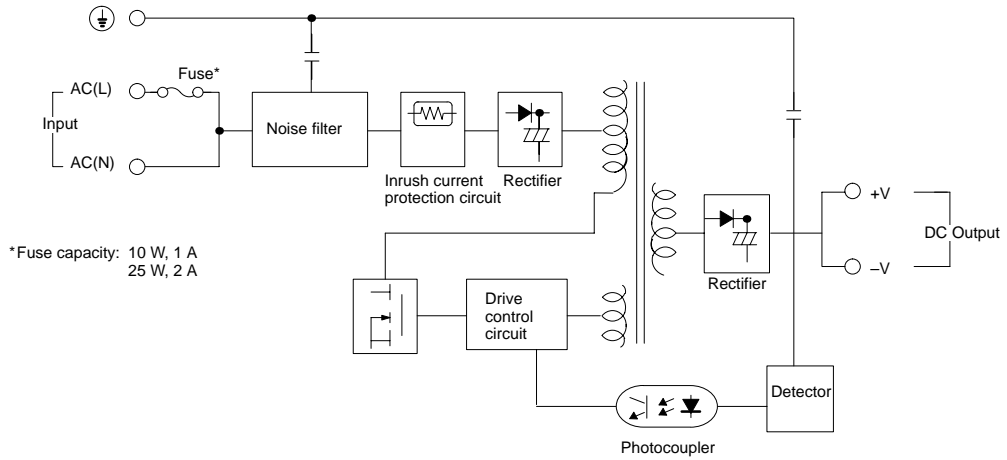 Fuse*
AC(L)
Input
AC(N)
Noise filter
Inrush current
protection circuit
Rectifier
+V
DC Output
–V
Rectifier
*Fuse capacity: 10 W, 1 A
25 W, 2 A
Drive
control
circuit
Detector
Photocoupler